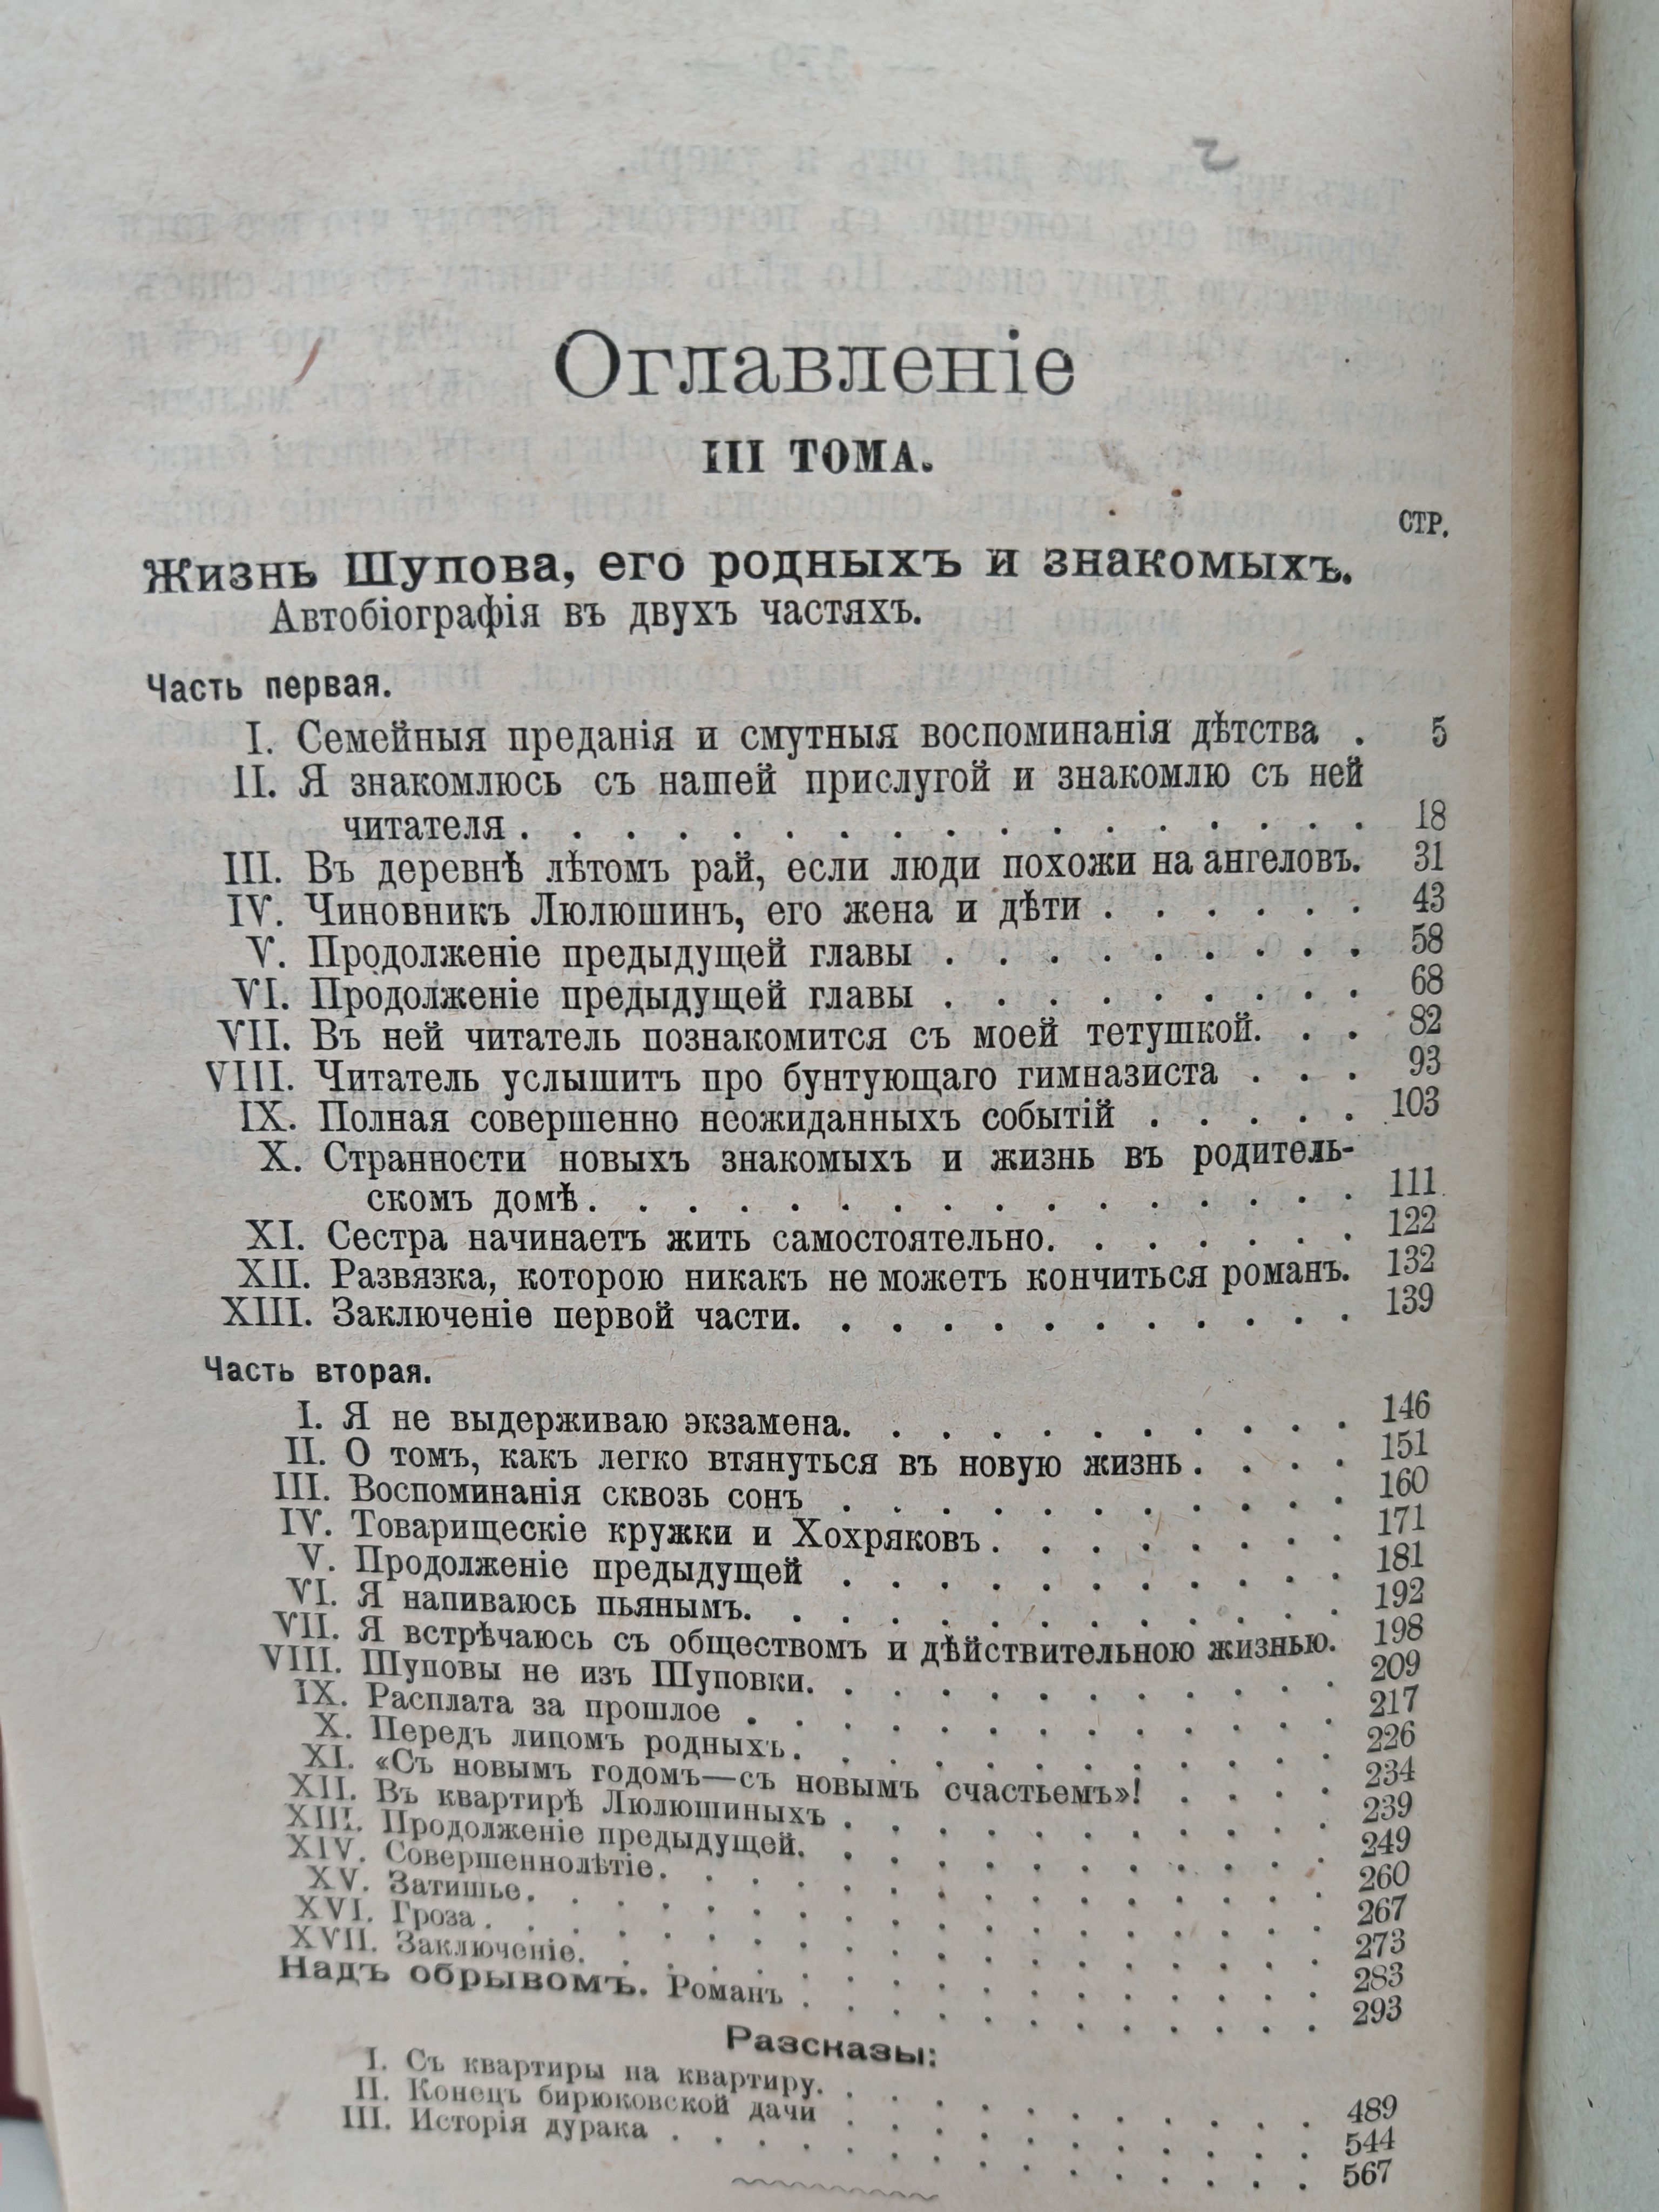 Оглавленіе
III ТОМА.
СТР.
Жизнь Шупова, его родныхъ и знакомыхъ.
Автобіографія въ двухъ частяхъ.
Часть первая.
I. Семейныя преданія и смутныя воспоминанія дѣтства . 5
II. Я знакомлюсь съ нашей прислугой и знакомлю съ ней
читателя . . . . . . . . . . . . . . . . . 18
III. Въ деревнѣ лѣтомъ рай, если люди похожи на ангеловъ. 31
IV. Чиновникъ Люлюшинъ, его жена и дѣти . . . . . . 43
V. Продолженіе предыдущей главы . . . . . . . . . 58
VI. Продолженіе предыдущей главы . . . . . . . . . 68
VII. Въ ней читатель познакомится съ моей тетушкой. . . 82
VIII. Читатель услышитъ про бунтующаго гимназиста . . . 93
IX. Полная совершенно неожиданныхъ событій . . . . . 103
X. Странности новыхъ знакомыхъ и жизнь въ родитель-
скомъ домѣ. . . . . . . . . . . . . . . . 111
XI. Сестра начинаетъ жить самостоятельно. . . . . . . 122
XII. Развязка, которою никакъ не можетъ кончиться романъ. 132
XIII. Заключеніе первой части. . . . . . . . . . . . 139
Часть вторая.
I. Я не выдерживаю экзамена. . . . . . . . . . . 146
II. О томъ, какъ легко втянуться въ новую жизнь . . . . 151
III. Воспоминанія сквозь сонъ . . . . . . . . . . . 160
IV. Товарищескіе кружки и Хохряковъ . . . . . . . . 171
V. Продолженіе предыдущей . . . . . . . . . . . 181
VI. Я напиваюсь пьянымъ. . . . . . . . . . . . . 192
VII. Я встрѣчаюсь съ обществомъ и дѣйствительною жизнью. 198
VIII. Шуповы не изъ Шуповки. . . . . . . . . . . . 209
IX. Расплата за прошлое . . . . . . . . . . . . . 217
X. Передъ лицомъ родныхъ. . . . . . . . . . . . 226
XI. «Съ новымъ годомъ—съ новымъ счастьемъ»! . . . . 234
XII. Въ квартирѣ Люлюшиныхъ . . . . . . . . . . . 239
XIII. Продолженіе предыдущей. . . . . . . . . . . . 249
XIV. Совершеннолѣтіе. . . . . . . . . . . . . . . 260
XV. Затишье. . . . . . . . . . . . . . . . . . 267
XVI. Гроза . . . . . . . . . . . . . . . . . . . 273
XVII. Заключеніе. . . . . . . . . . . . . . . . . 283
Надъ обрывомъ. Романъ . . . . . . . . . . . . 293
Разсказы:
I. Съ квартиры на квартиру. . . . . . . . . . . . 489
II. Конецъ бирюковской дачи . . . . . . . . . . . 544
III. Исторія дурака . . . . . . . . . . . . . . . 567